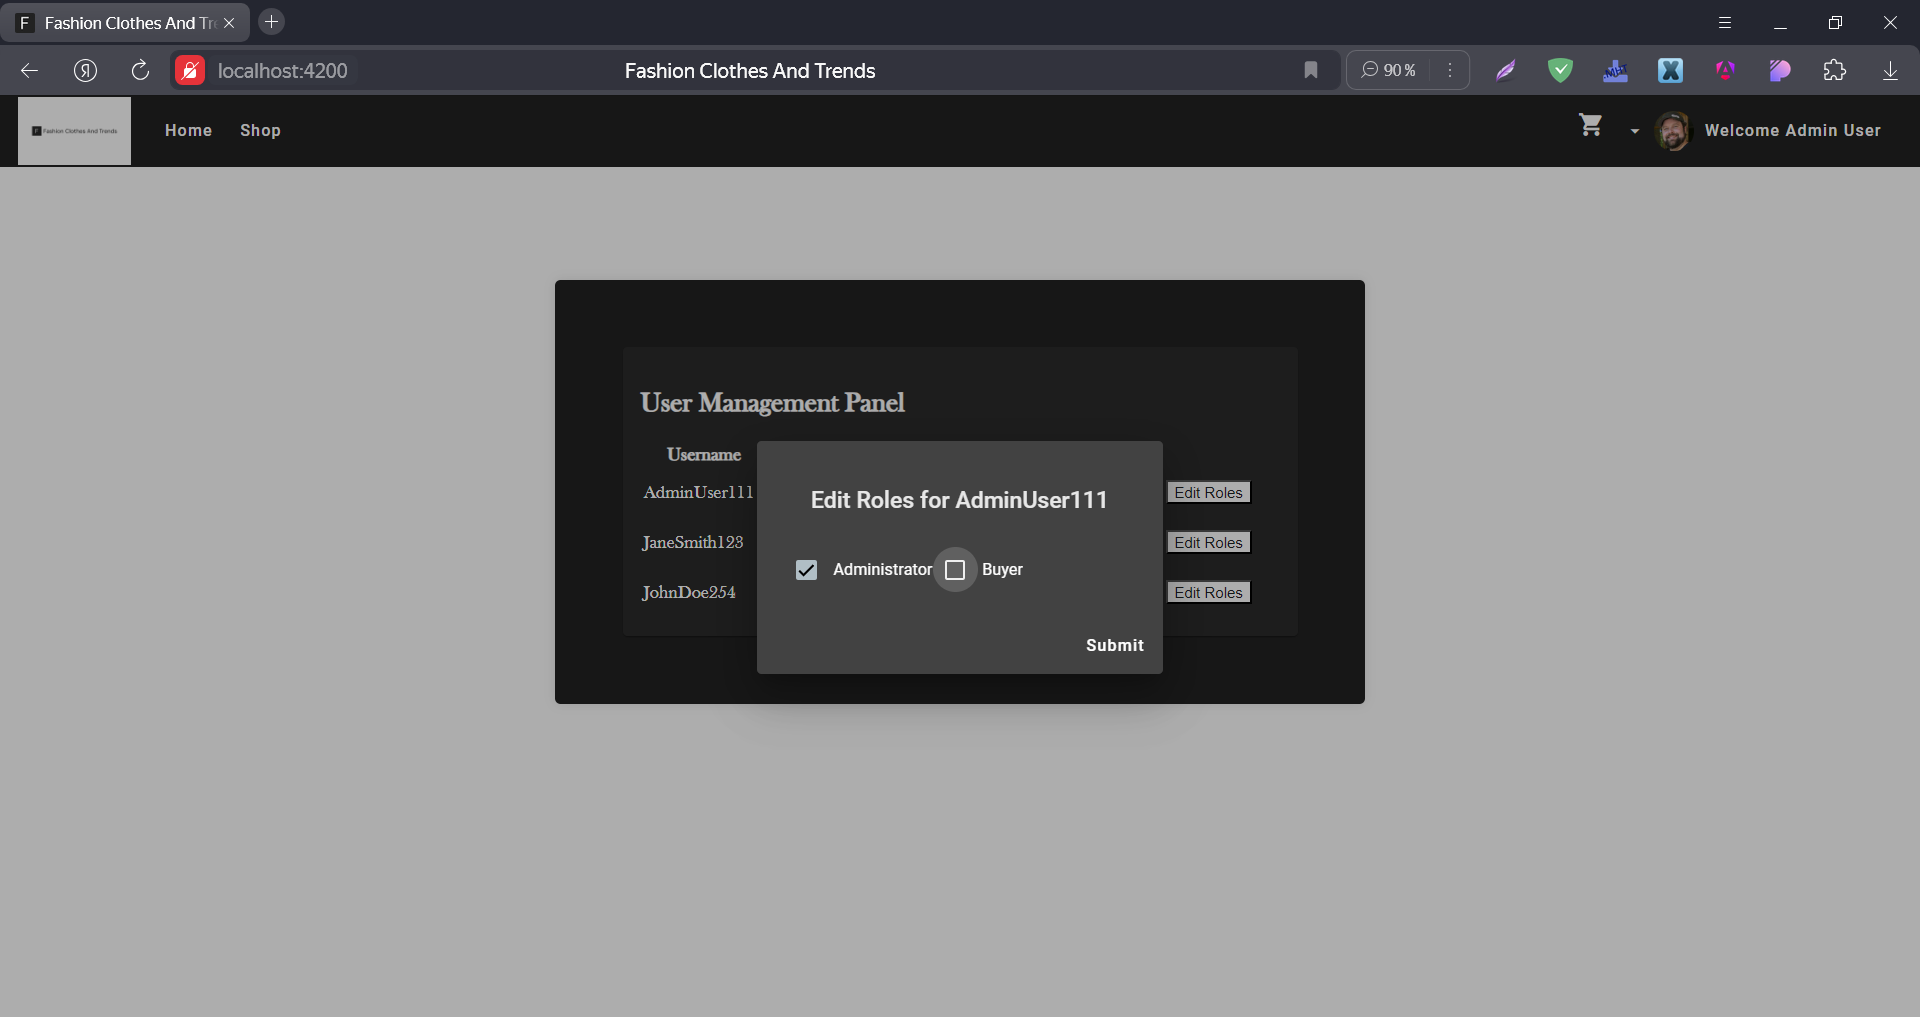 F Fashion Clothes And Tr
localhost:4200
Fashion Clothes And Trends
90 %
F Fashion Clothes And Trends
Home
Shop
Welcome Admin User
User Management Panel
Username
AdminUser111
Edit Roles
JaneSmith123
Edit Roles
JohnDoe254
Edit Roles
Edit Roles for AdminUser111
Administrator
Buyer
Submit